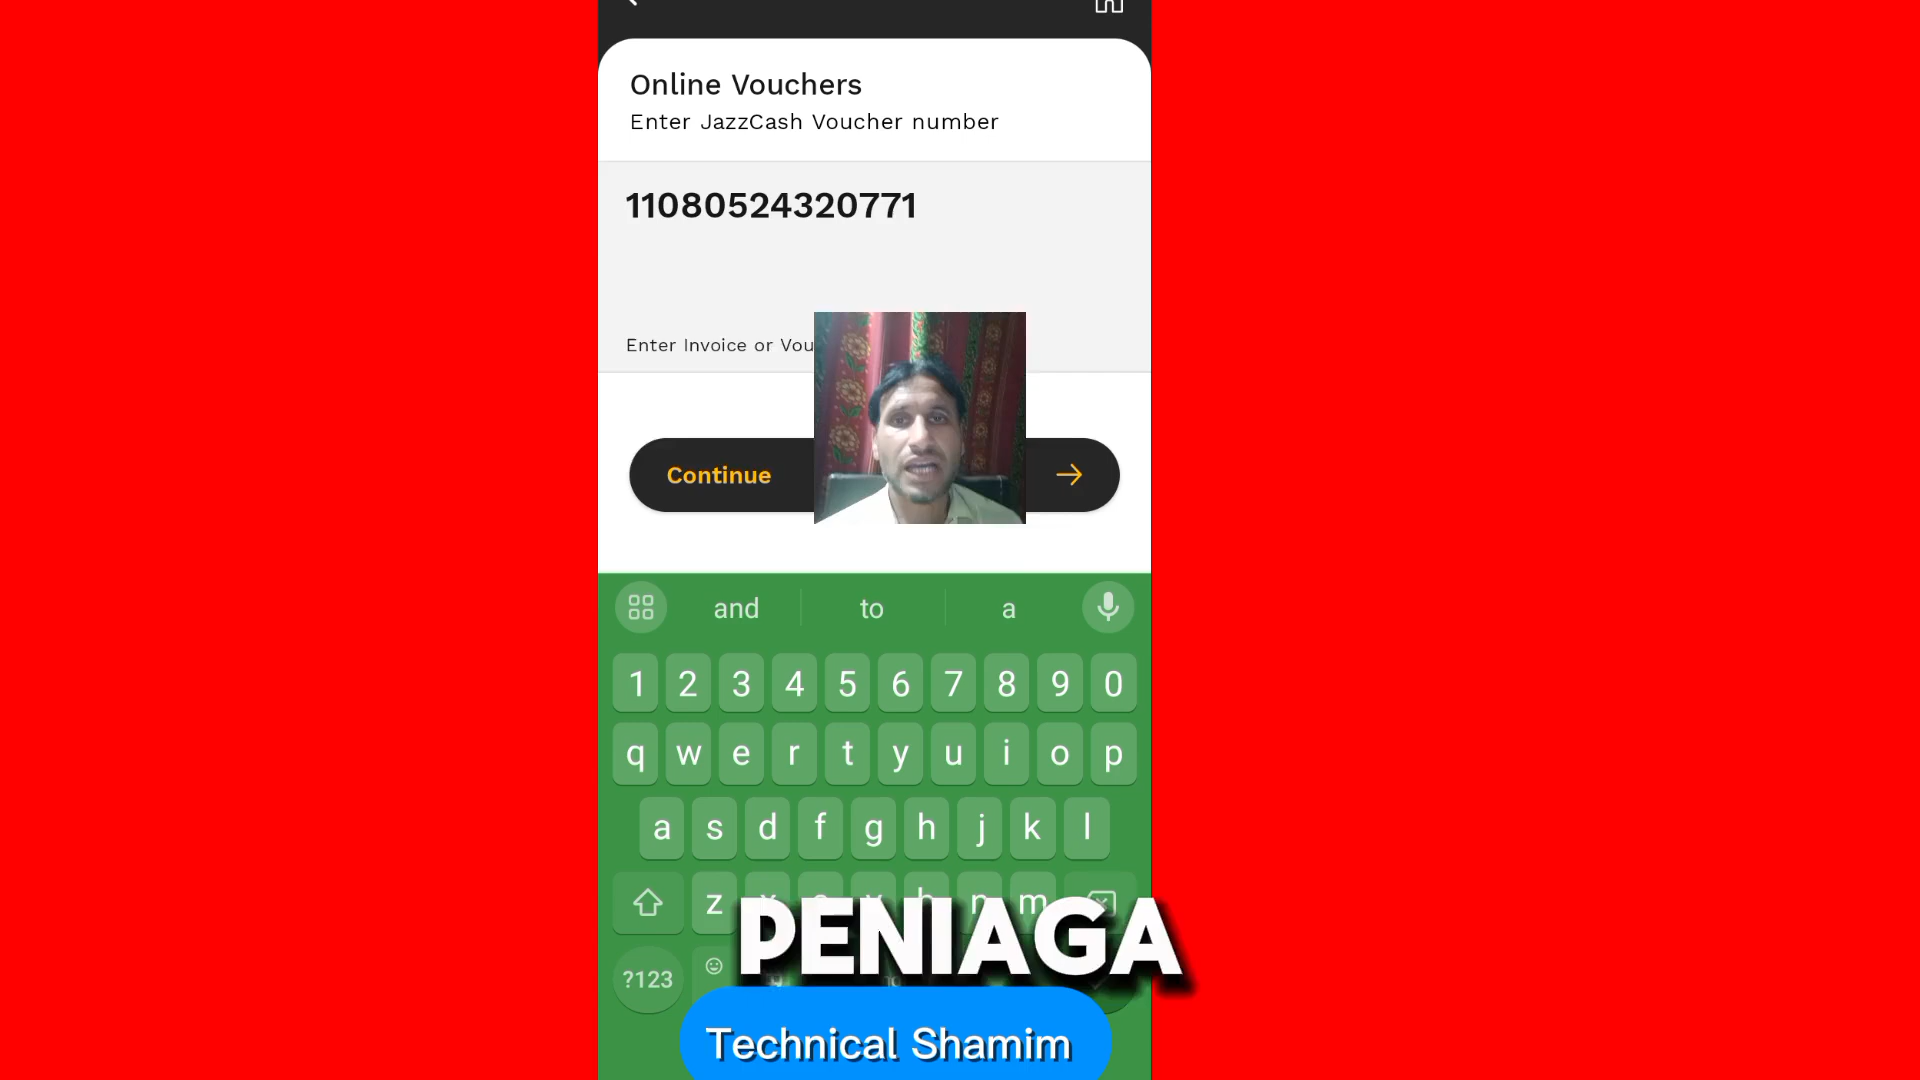 Online Vouchers
Enter JazzCash Voucher number
11080524320771
Enter Invoice or Vou
Continue
and to a
1 2 3 4 5 6 7 8 9 0
q w e r t y u i o p
a s d f g h j k l
z n m
PENIAGA
?123
Technical Shamim